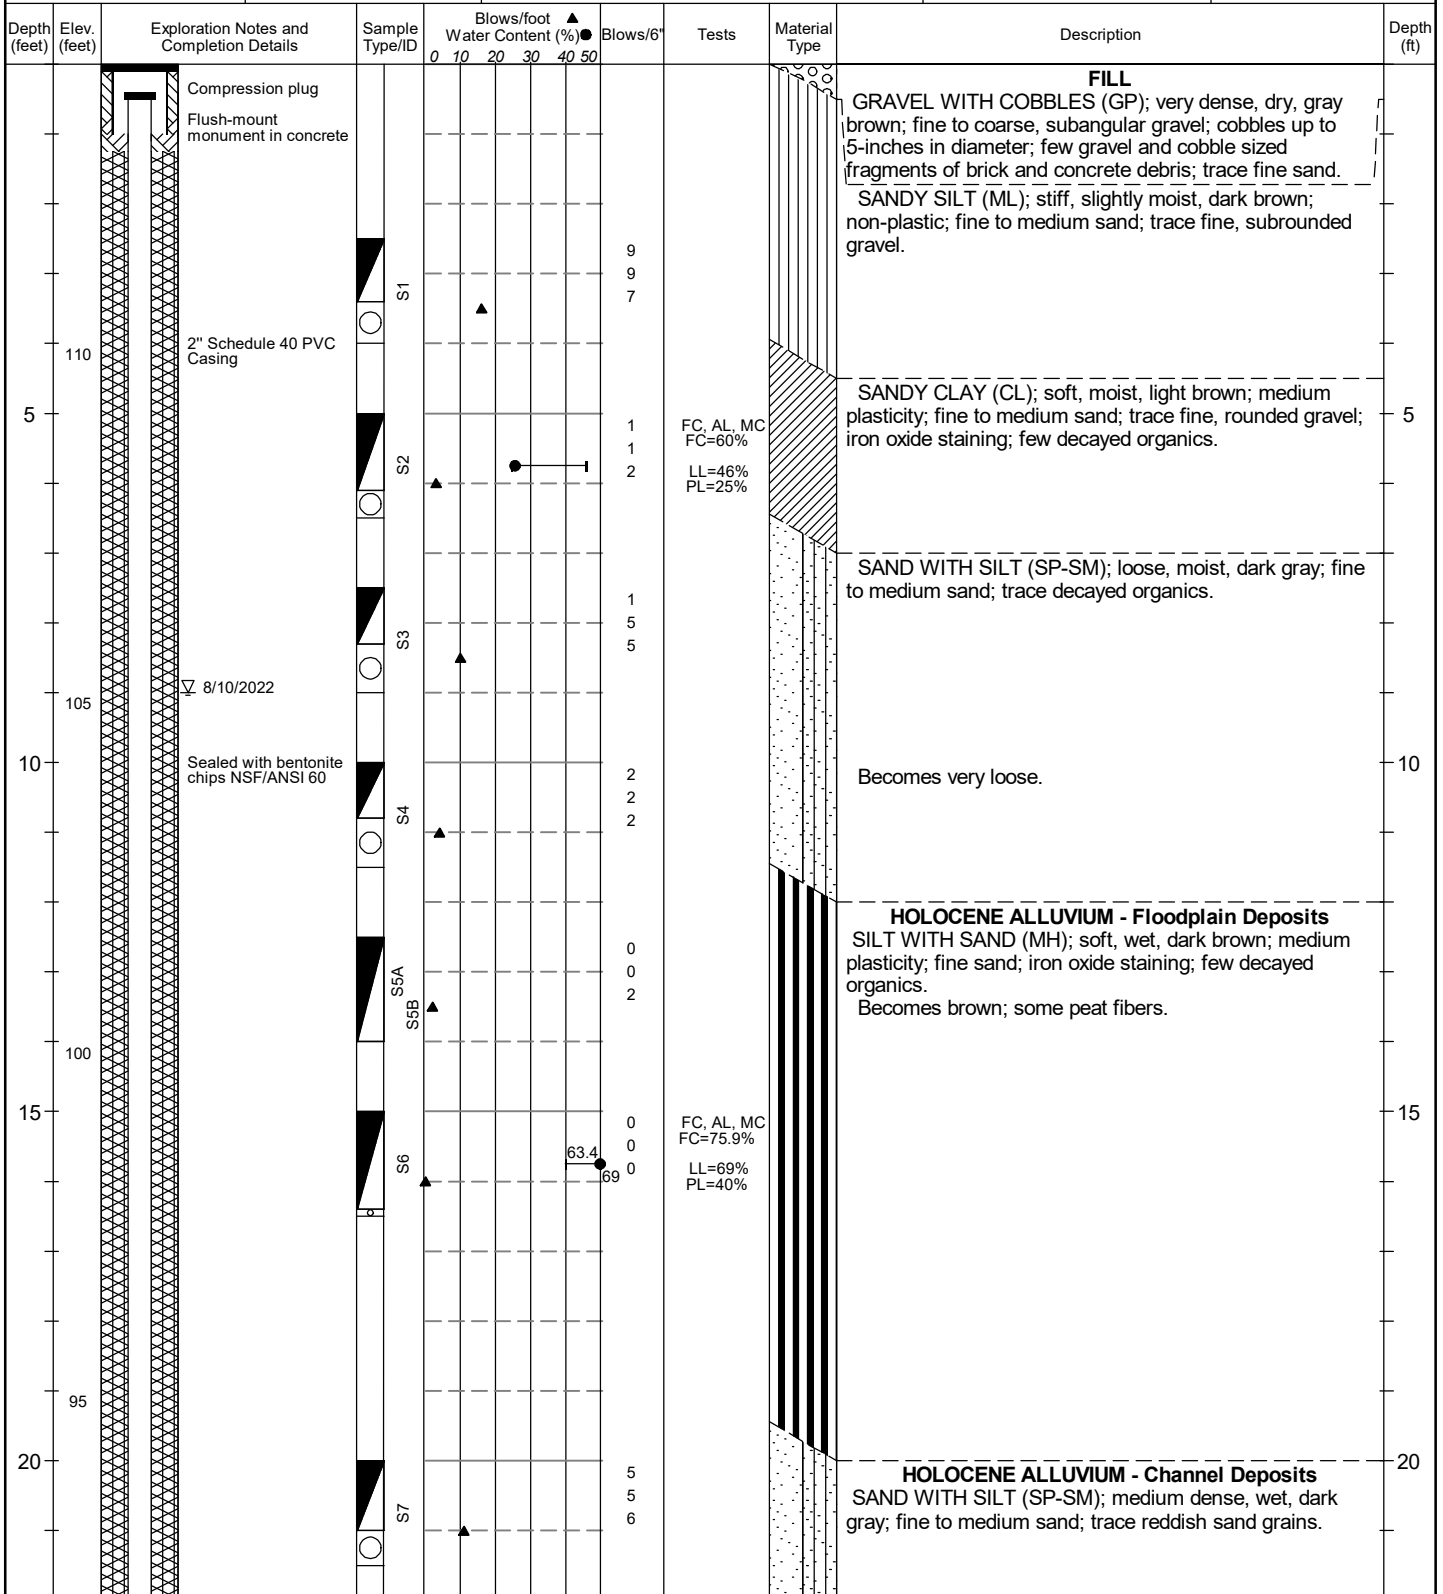 Depth
(feet)
Elev.
(feet)
Exploration Notes and
Completion Details
Sample
Type/ID
Blows/foot ▲
Water Content (%)●
0 10 20 30 40 50
Blows/6"
Tests
Material
Type
Description
Depth
(ft)
Compression plug
Flush-mount
monument in concrete
FILL
GRAVEL WITH COBBLES (GP); very dense, dry, gray
brown; fine to coarse, subangular gravel; cobbles up to
5-inches in diameter; few gravel and cobble sized
fragments of brick and concrete debris; trace fine sand.
SANDY SILT (ML); stiff, slightly moist, dark brown;
non-plastic; fine to medium sand; trace fine, subrounded
gravel.
S1
9
9
7
110
2" Schedule 40 PVC
Casing
5
S2
1
1
2
FC, AL, MC
FC=60%
LL=46%
PL=25%
SANDY CLAY (CL); soft, moist, light brown; medium
plasticity; fine to medium sand; trace fine, rounded gravel;
iron oxide staining; few decayed organics.
5
SAND WITH SILT (SP-SM); loose, moist, dark gray; fine
to medium sand; trace decayed organics.
S3
1
5
5
105
8/10/2022
10
Sealed with bentonite
chips NSF/ANSI 60
S4
2
2
2
Becomes very loose.
10
HOLOCENE ALLUVIUM - Floodplain Deposits
SILT WITH SAND (MH); soft, wet, dark brown; medium
plasticity; fine sand; iron oxide staining; few decayed
organics.
Becomes brown; some peat fibers.
S5A
S5B
0
0
2
100
15
S6
63.4
69
0
0
0
FC, AL, MC
FC=75.9%
LL=69%
PL=40%
15
95
20
S7
5
5
6
HOLOCENE ALLUVIUM - Channel Deposits
SAND WITH SILT (SP-SM); medium dense, wet, dark
gray; fine to medium sand; trace reddish sand grains.
20